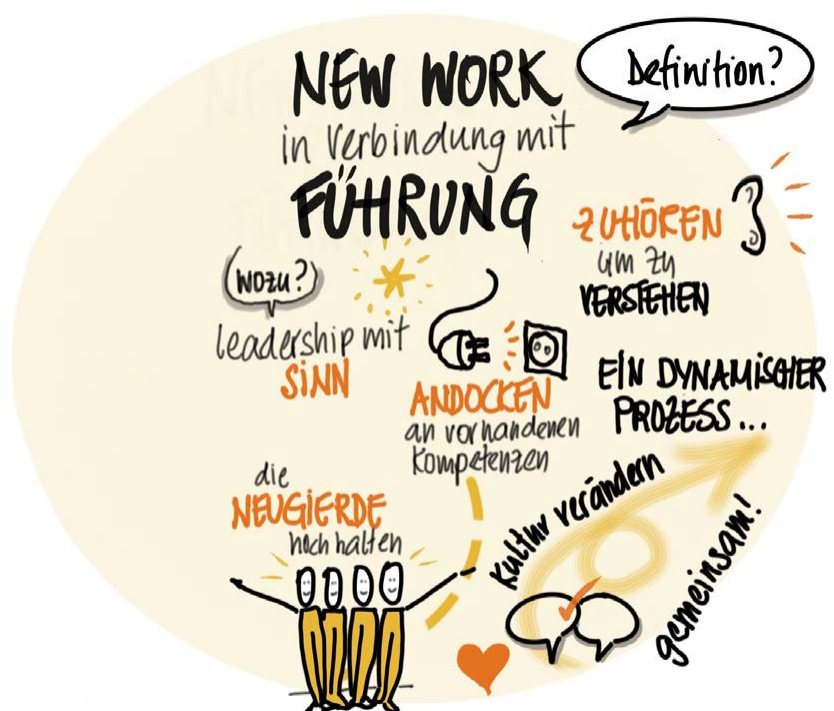 NEW WORK
in Verbindung mit
FÜHRUNG
Definition?
ZUHÖREN
um zu
VERSTEHEN
(wozu?)
leadership mit
SINN
ANDOCKEN
an vorhandenen
Kompetenzen
EIN DYNAMISCHER
PROZESS...
die
NEUGIERDE
hoch halten
Kultur verändern
gemeinsam!